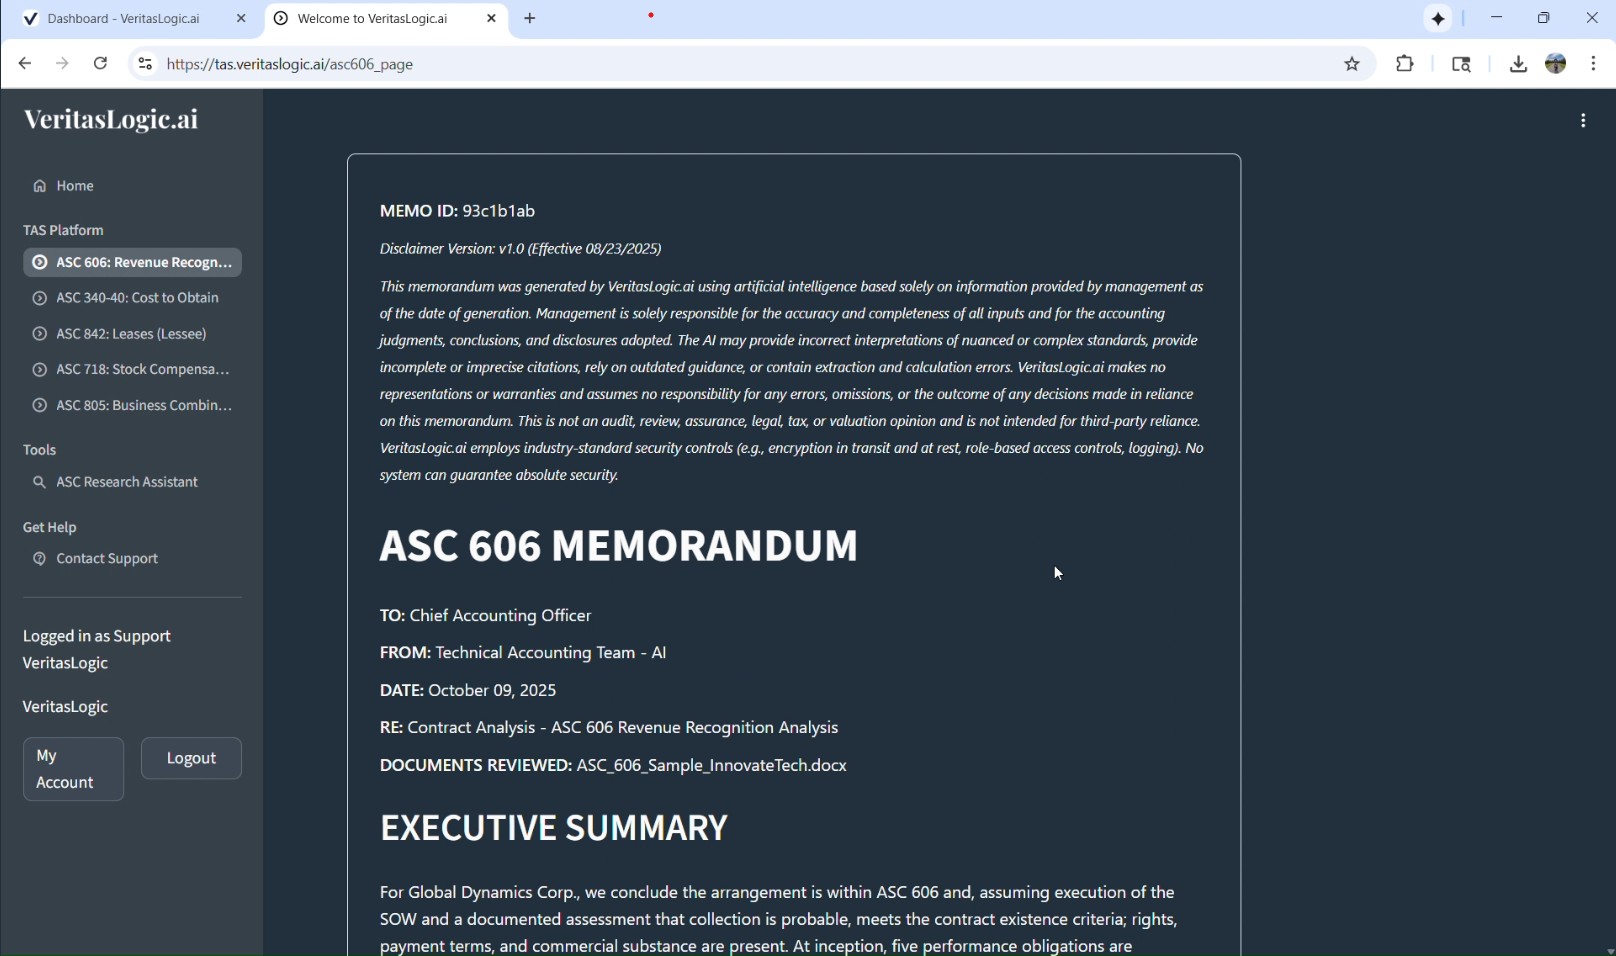 Dashboard - VeritasLogic.ai
Welcome to VeritasLogic.ai
https://tas.veritaslogic.ai/asc606_page
VeritasLogic.ai
Home
TAS Platform
ASC 606: Revenue Recogn...
ASC 340-40: Cost to Obtain
ASC 842: Leases (Lessee)
ASC 718: Stock Compensa...
ASC 805: Business Combin...
Tools
ASC Research Assistant
Get Help
Contact Support
Logged in as Support
VeritasLogic
VeritasLogic
My
Account
Logout
MEMO ID: 93c1b1ab
Disclaimer Version: v1.0 (Effective 08/23/2025)
This memorandum was generated by VeritasLogic.ai using artificial intelligence based solely on information provided by management as
of the date of generation. Management is solely responsible for the accuracy and completeness of all inputs and for the accounting
judgments, conclusions, and disclosures adopted. The AI may provide incorrect interpretations of nuanced or complex standards, provide
incomplete or imprecise citations, rely on outdated guidance, or contain extraction and calculation errors. VeritasLogic.ai makes no
representations or warranties and assumes no responsibility for any errors, omissions, or the outcome of any decisions made in reliance
on this memorandum. This is not an audit, review, assurance, legal, tax, or valuation opinion and is not intended for third-party reliance.
VeritasLogic.ai employs industry-standard security controls (e.g., encryption in transit and at rest, role-based access controls, logging). No
system can guarantee absolute security.
ASC 606 MEMORANDUM
TO: Chief Accounting Officer
FROM: Technical Accounting Team - AI
DATE: October 09, 2025
RE: Contract Analysis - ASC 606 Revenue Recognition Analysis
DOCUMENTS REVIEWED: ASC_606_Sample_InnovateTech.docx
EXECUTIVE SUMMARY
For Global Dynamics Corp., we conclude the arrangement is within ASC 606 and, assuming execution of the
SOW and a documented assessment that collection is probable, meets the contract existence criteria; rights,
payment terms, and commercial substance are present. At inception, five performance obligations are